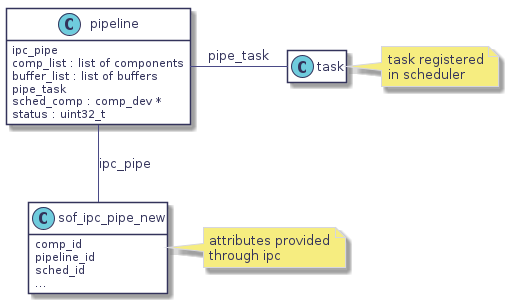 C pipeline
ipc_pipe
comp_list : list of components
buffer_list : list of buffers
pipe_task
sched_comp : comp_dev *
status : uint32_t
pipe_task
C task
task registered
in scheduler
ipc_pipe
C sof_ipc_pipe_new
comp_id
pipeline_id
sched_id
...
attributes provided
through ipc